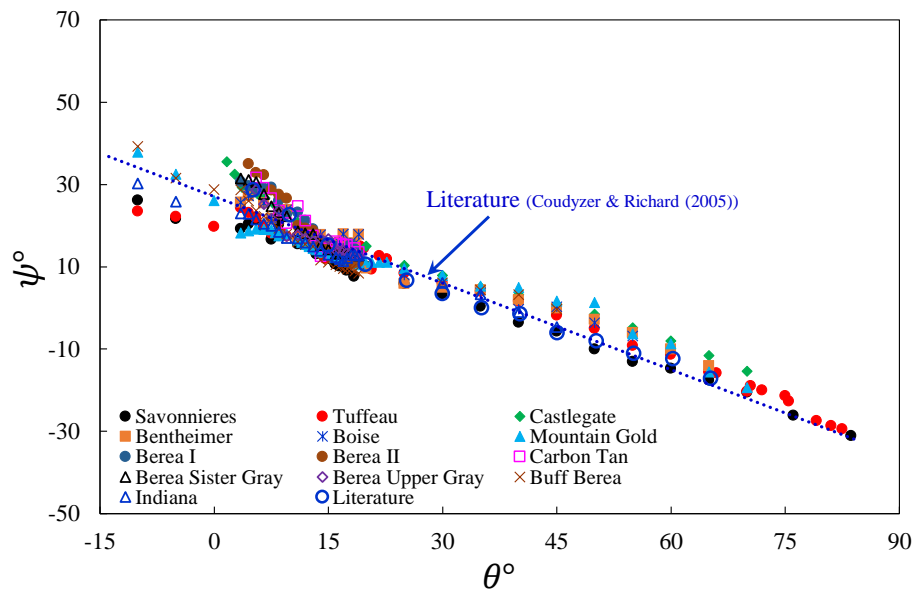 70
50
30
10
-10
-30
-50
ψ°
Literature (Coudyzer & Richard (2005))
Savonnieres Tuffeau Castlegate
Bentheimer Boise Mountain Gold
Berea I Berea II Carbon Tan
Berea Sister Gray Berea Upper Gray Buff Berea
Indiana Literature
-15 0 15 30 45 60 75 90
θ°